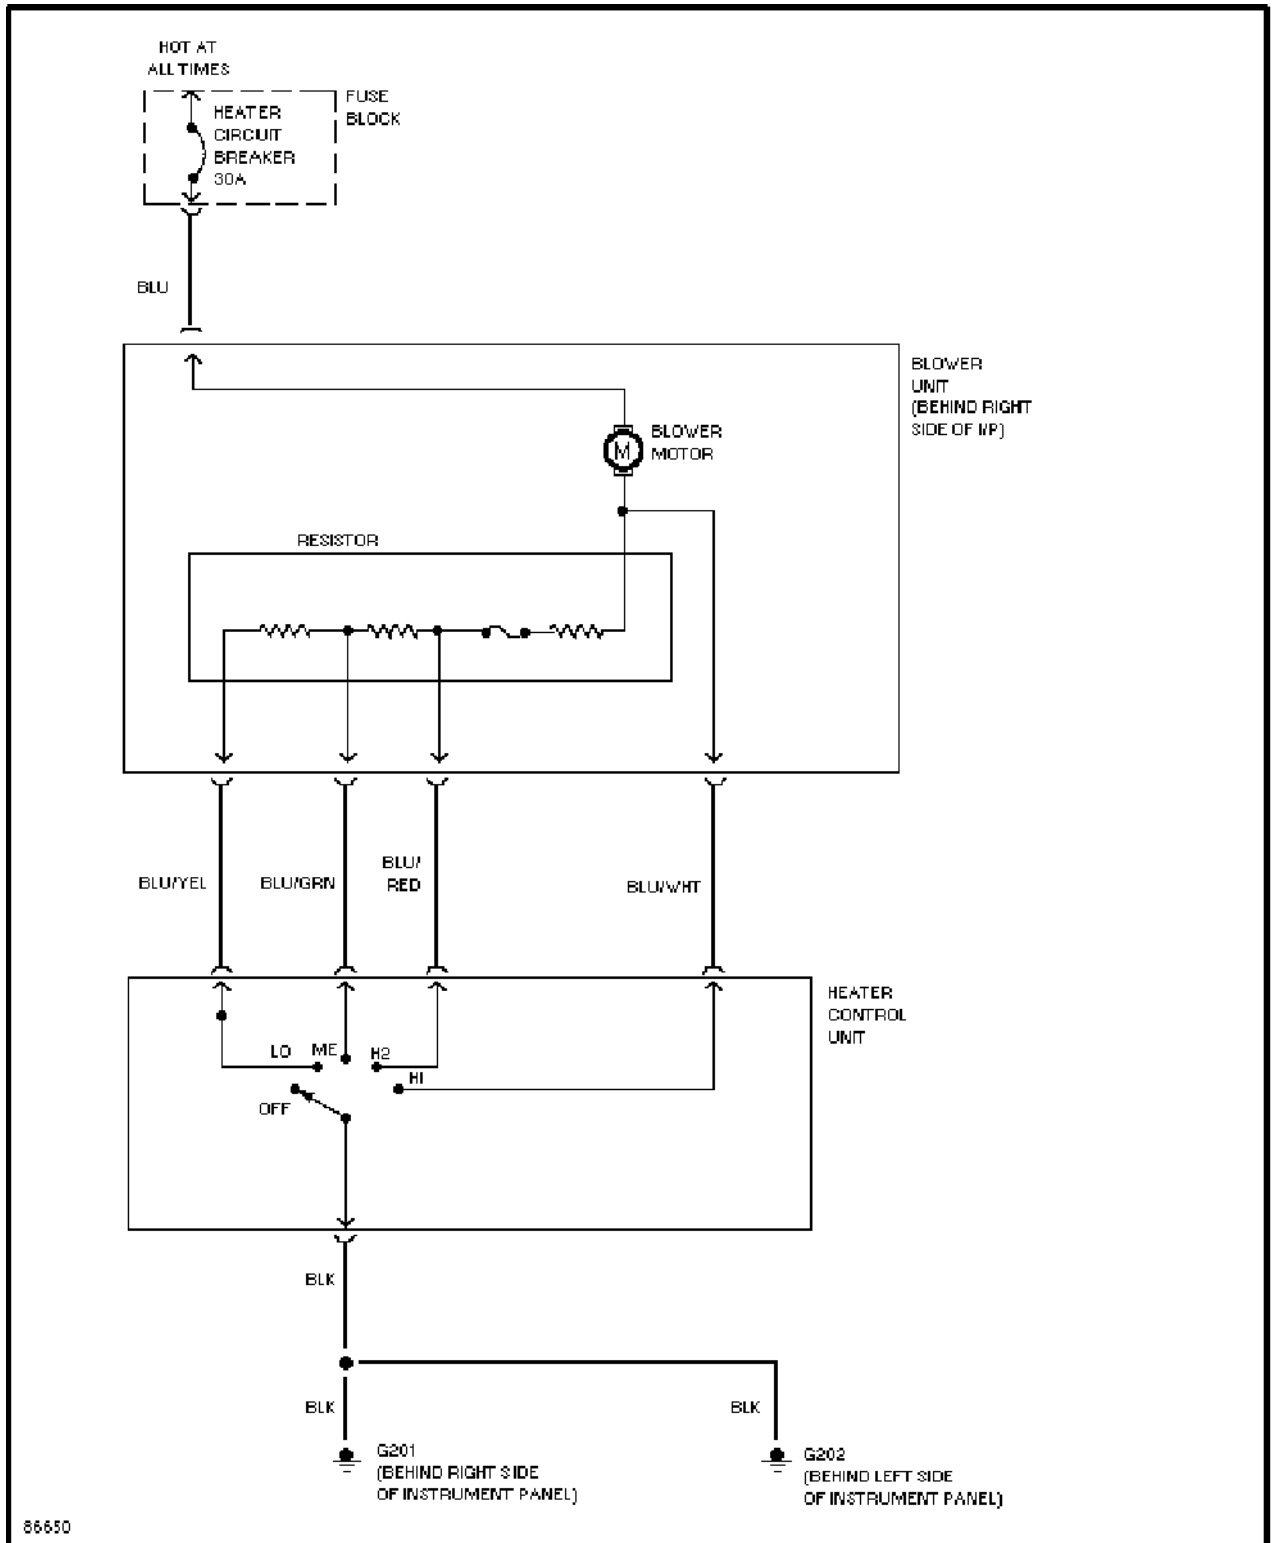 HOT AT
ALL TIMES
FUSE
BLOCK
HEATER
CIRCUIT
BREAKER
30A
BLU
BLOWER
UNIT
(BEHIND RIGHT
SIDE OF I/P)
BLOWER
MOTOR
M
RESISTOR
BLU/YEL
BLU/GRN
BLU/
RED
BLU/WHT
HEATER
CONTROL
UNIT
LO
ME
H2
HI
OFF
BLK
BLK
BLK
G201
(BEHIND RIGHT SIDE
OF INSTRUMENT PANEL)
G202
(BEHIND LEFT SIDE
OF INSTRUMENT PANEL)
86650